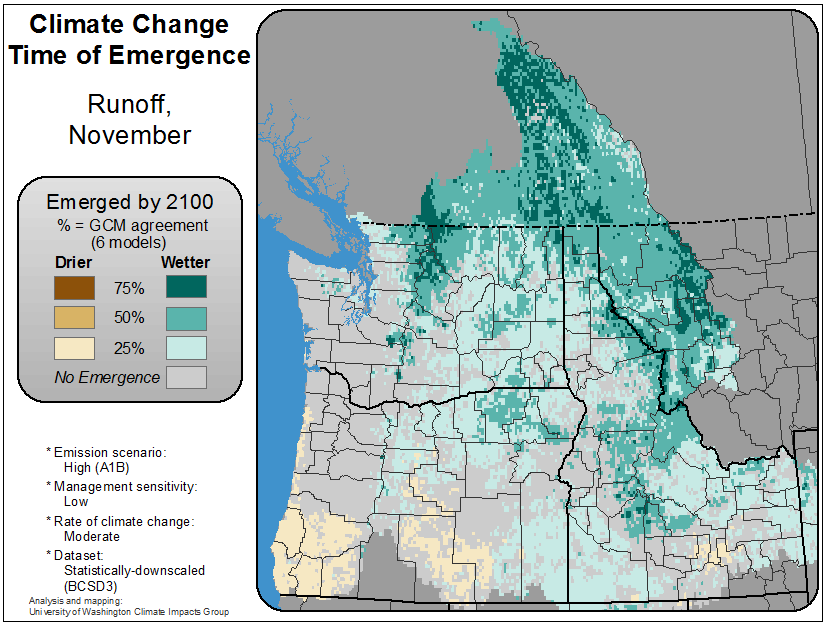 Climate Change
Time of Emergence
Runoff,
November
Emerged by 2100
% = GCM agreement
(6 models)
Drier Wetter
75%
50%
25%
No Emergence
* Emission scenario:
High (A1B)
* Management sensitivity:
Low
* Rate of climate change:
Moderate
* Dataset:
Statistically-downscaled
(BCSD3)
Analysis and mapping:
University of Washington Climate Impacts Group